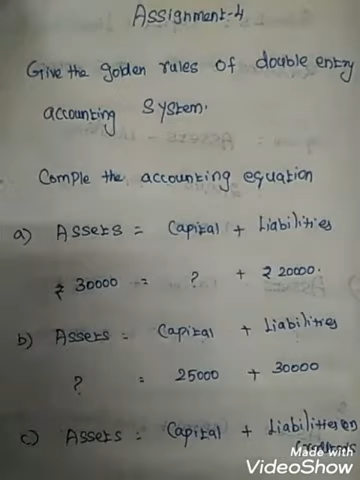 Assignment-4
Give the golden rules of double entry
accounting System.
Comple the accounting equation
a) Assets = Capital + Liabilities
₹ 30000 = ? + ₹ 20000.
b) Assets = Capital + Liabilities
? = 25000 + 30000
c) Assets = Capital + Liabilities
Made with
VideoShow